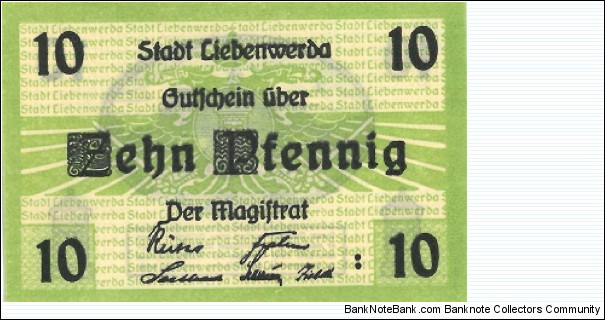 10 Stadt Liebenwerda 10
Gutschein über
Zehn Pfennig
Der Magistrat
10 : 10
BankNoteBank.com - Banknote Collectors Community